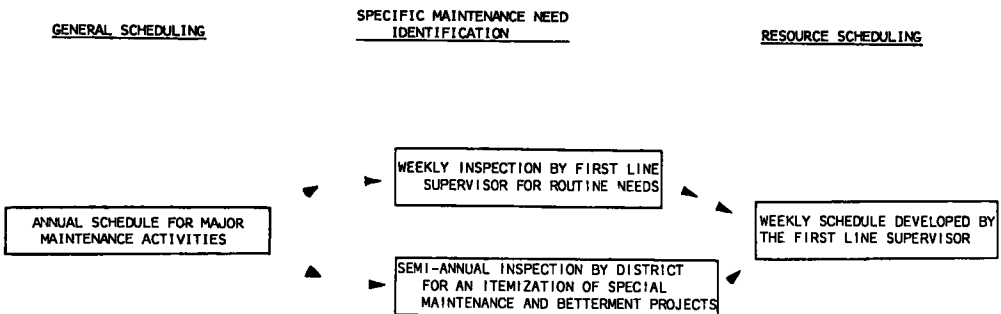 GENERAL SCHEDULING
SPECIFIC MAINTENANCE NEED
IDENTIFICATION
RESOURCE SCHEDULING
WEEKLY INSPECTION BY FIRST LINE
SUPERVISOR FOR ROUTINE NEEDS
ANNUAL SCHEDULE FOR MAJOR
MAINTENANCE ACTIVITIES
WEEKLY SCHEDULE DEVELOPED BY
THE FIRST LINE SUPERVISOR
SEMI-ANNUAL INSPECTION BY DISTRICT
FOR AN ITEMIZATION OF SPECIAL
MAINTENANCE AND BETTERMENT PROJECTS